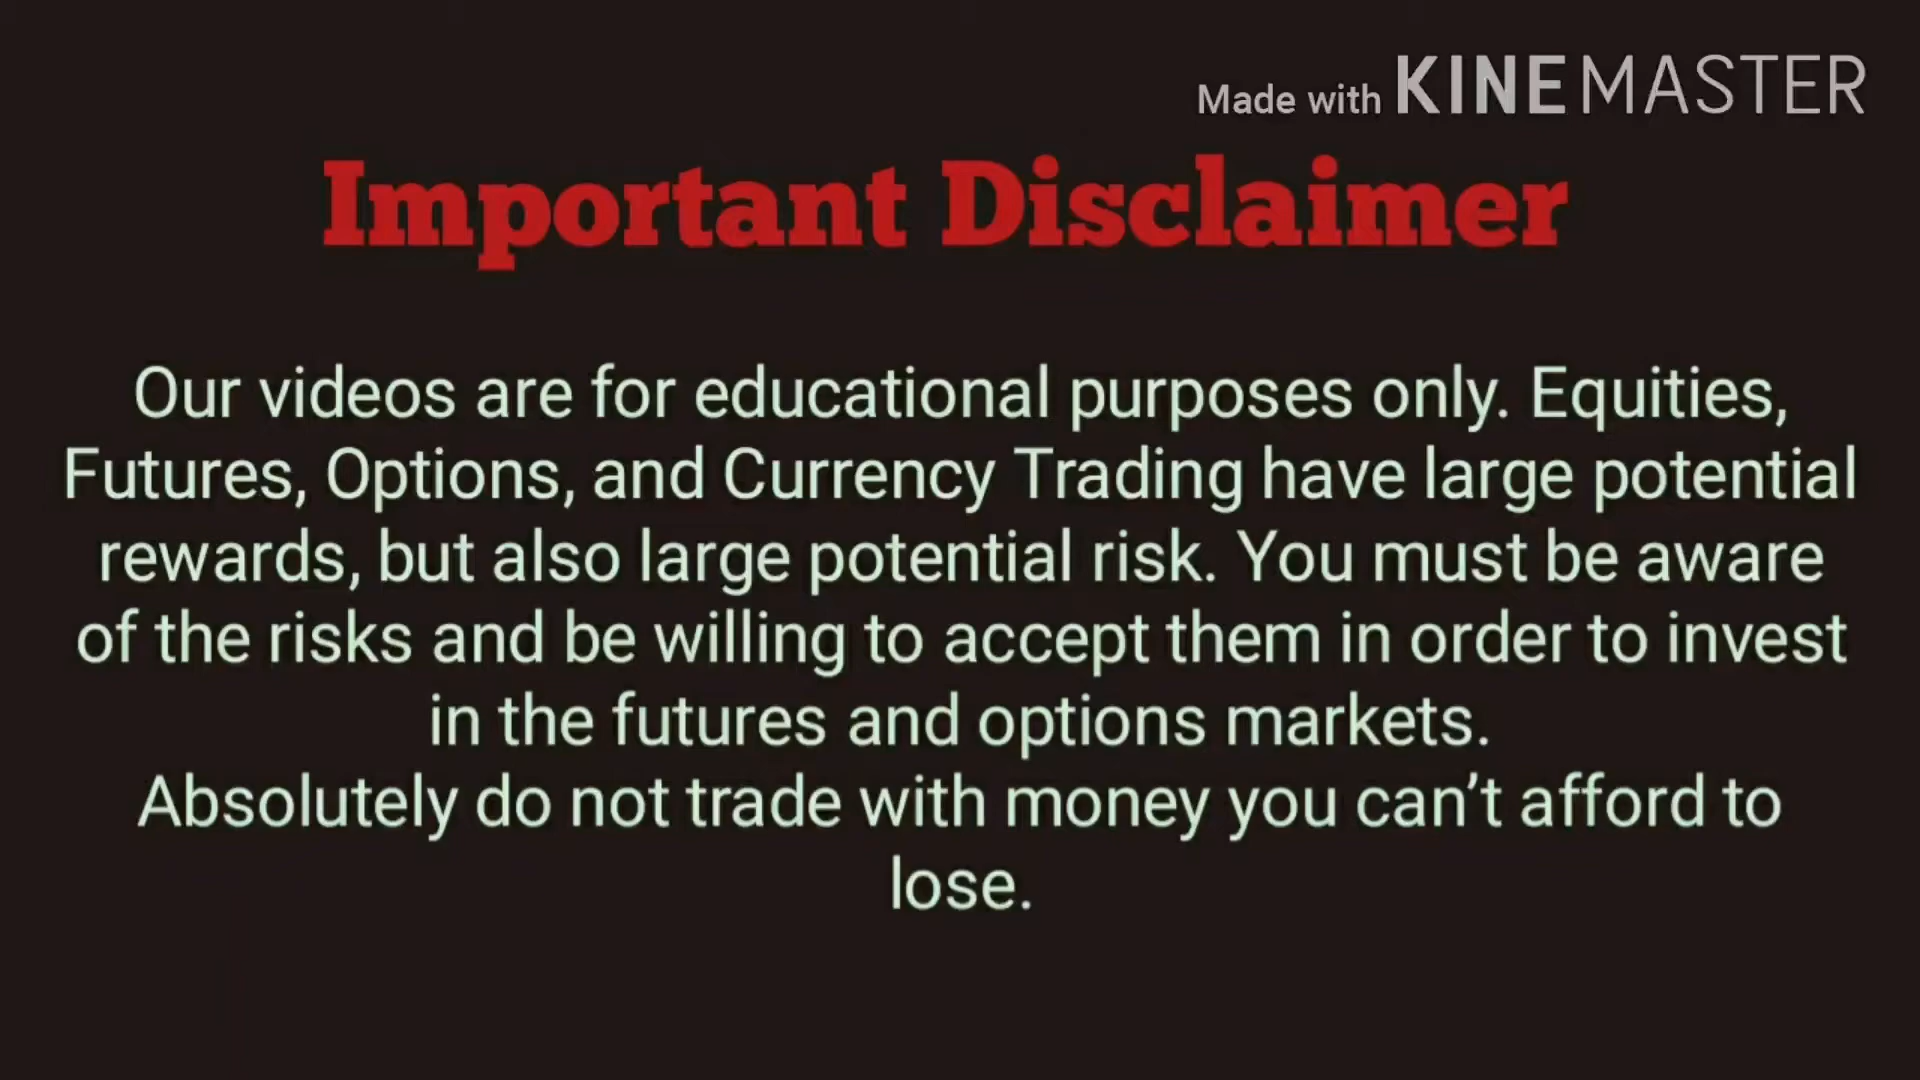 Made with KINEMASTER
Important Disclaimer
Our videos are for educational purposes only. Equities,
Futures, Options, and Currency Trading have large potential
rewards, but also large potential risk. You must be aware
of the risks and be willing to accept them in order to invest
in the futures and options markets.
Absolutely do not trade with money you can’t afford to
lose.